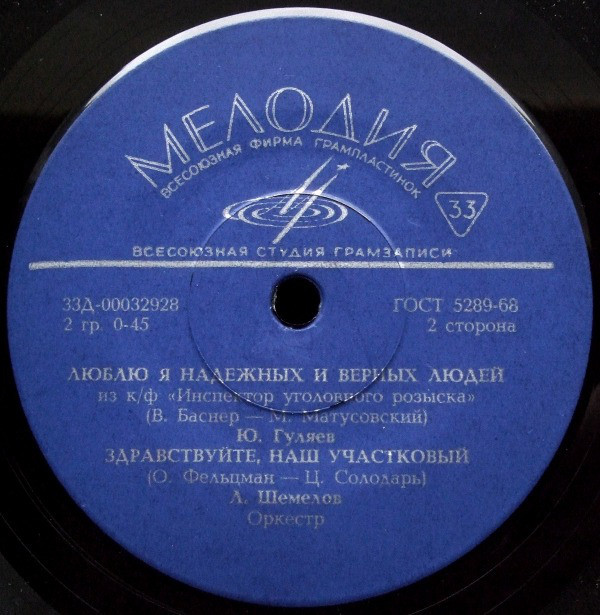 МЕЛОДИЯ
ВСЕСОЮЗНАЯ ФИРМА ГРАМПЛАСТИНОК
33
ВСЕСОЮЗНАЯ СТУДИЯ ГРАМЗАПИСИ
33Д-00032928 ГОСТ 5289-68
2 гр. 0-45 2 сторона
ЛЮБЛЮ Я НАДЕЖНЫХ И ВЕРНЫХ ЛЮДЕЙ
из к/ф «Инспектор уголовного розыска»
(В. Баснер — М. Матусовский)
Ю. Гуляев
ЗДРАВСТВУЙТЕ, НАШ УЧАСТКОВЫЙ
(О. Фельцман — Ц. Солодарь)
Л. Шемелов
Оркестр